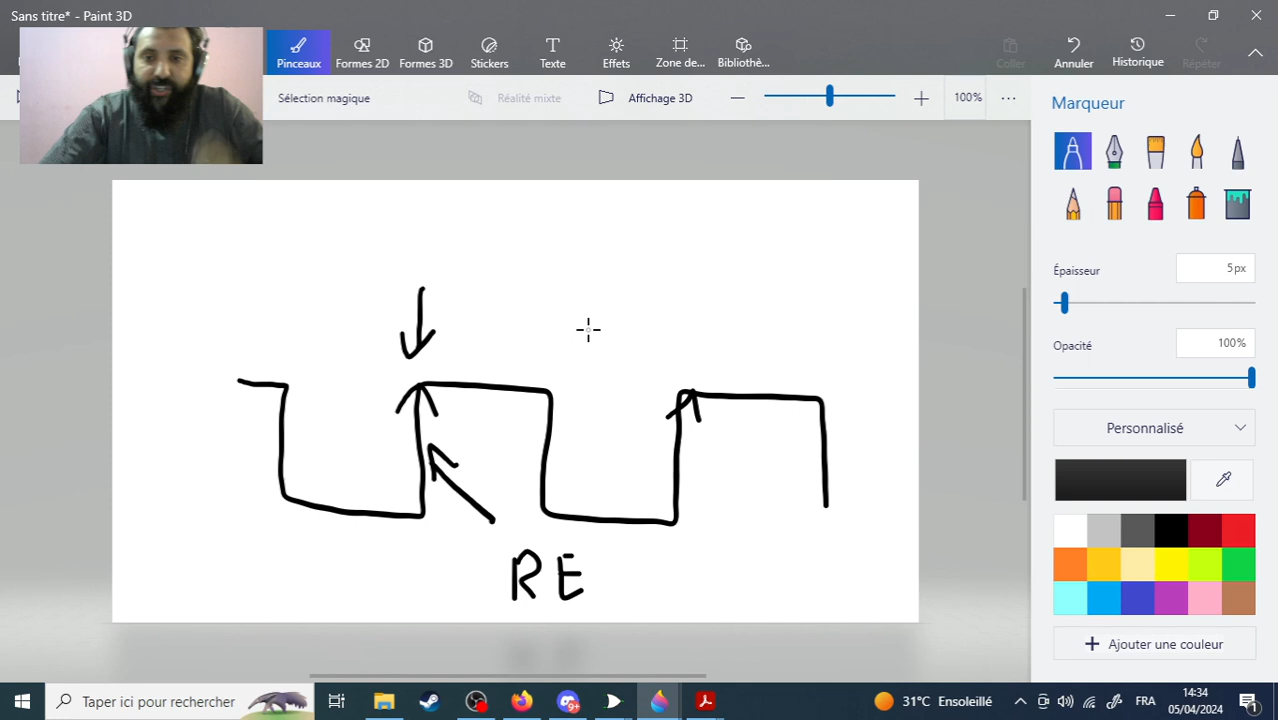 Sans titre* - Paint 3D
Pinceaux
Formes 2D
Formes 3D
Stickers
Texte
Effets
Zone de...
Bibliothè...
Coller
Annuler
Historique
Répéter
Sélection magique
Réalité mixte
Affichage 3D
100%
Marqueur
Épaisseur
5px
Opacité
100%
Personnalisé
Ajouter une couleur
RE
Taper ici pour rechercher
9+
31°C Ensoleillé
FRA
14:34
05/04/2024
1